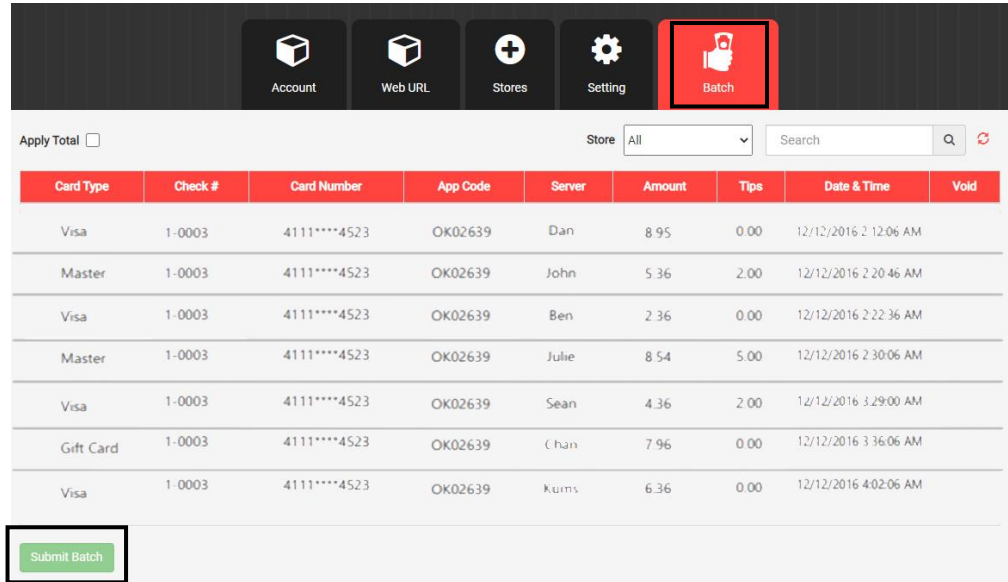 Account Web URL Stores Setting Batch
Apply Total Store All Search
Card Type Check # Card Number App Code Server Amount Tips Date & Time Void
Visa 1-0003 4111****4523 OK02639 Dan 8.95 0.00 12/12/2016 2 12:06 AM
Master 1-0003 4111****4523 OK02639 John 5 36 2.00 12/12/2016 2 20 46 AM
Visa 1-0003 4111****4523 OK02639 Ben 2 36 0.00 12/12/2016 2:22:36 AM
Master 1-0003 4111****4523 OK02639 Julie 8 54 5.00 12/12/2016 2 30:06 AM
Visa 1-0003 4111****4523 OK02639 Sean 4.36 2 00 12/12/2016 3.29:00 AM
Gift Card 1-0003 4111****4523 OK02639 Chan 7.96 0.00 12/12/2016 3 36:06 AM
Visa 1-0003 4111****4523 OK02639 Kums 6.36 0.00 12/12/2016 4:02:06 AM
Submit Batch